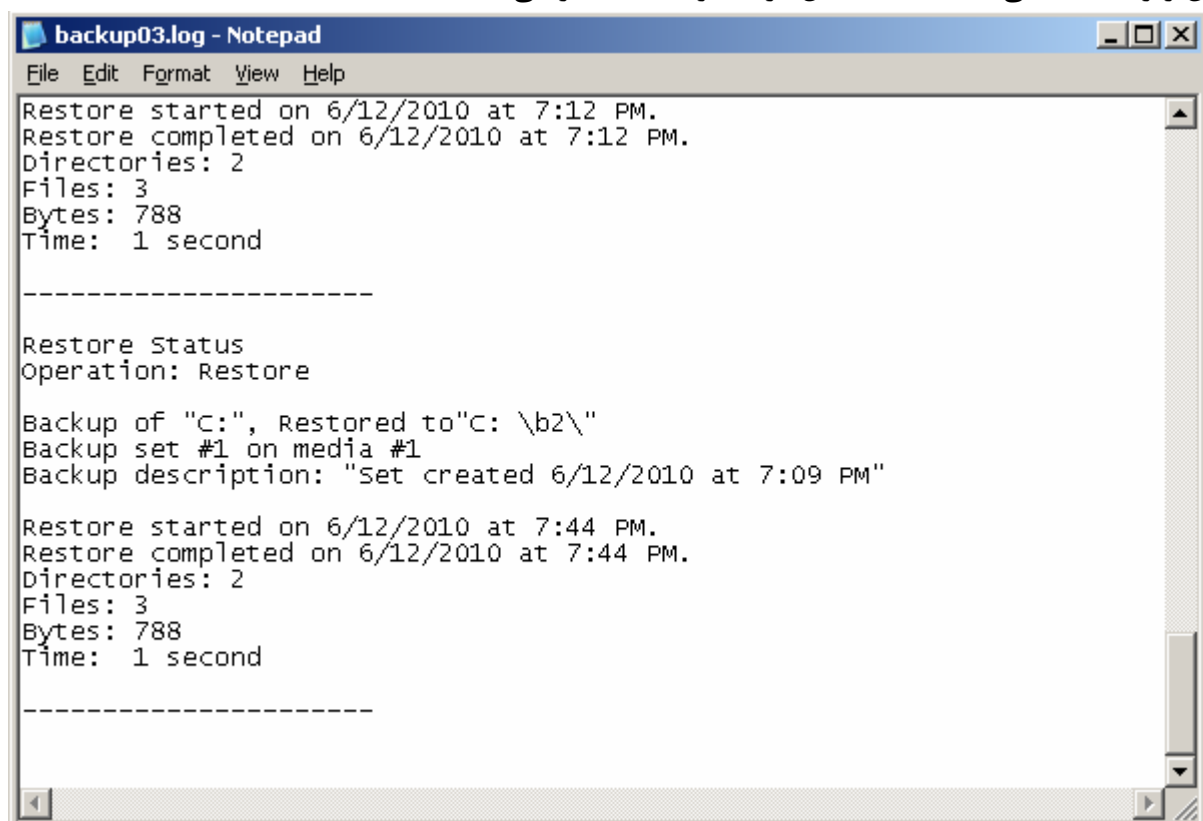 backup03.log - Notepad
File Edit Format View Help
Restore started on 6/12/2010 at 7:12 PM.
Restore completed on 6/12/2010 at 7:12 PM.
Directories: 2
Files: 3
Bytes: 788
Time:  1 second
----------------------
Restore Status
Operation: Restore
Backup of "C:", Restored to"C: \b2\"
Backup set #1 on media #1
Backup description: "Set created 6/12/2010 at 7:09 PM"
Restore started on 6/12/2010 at 7:44 PM.
Restore completed on 6/12/2010 at 7:44 PM.
Directories: 2
Files: 3
Bytes: 788
Time:  1 second
----------------------